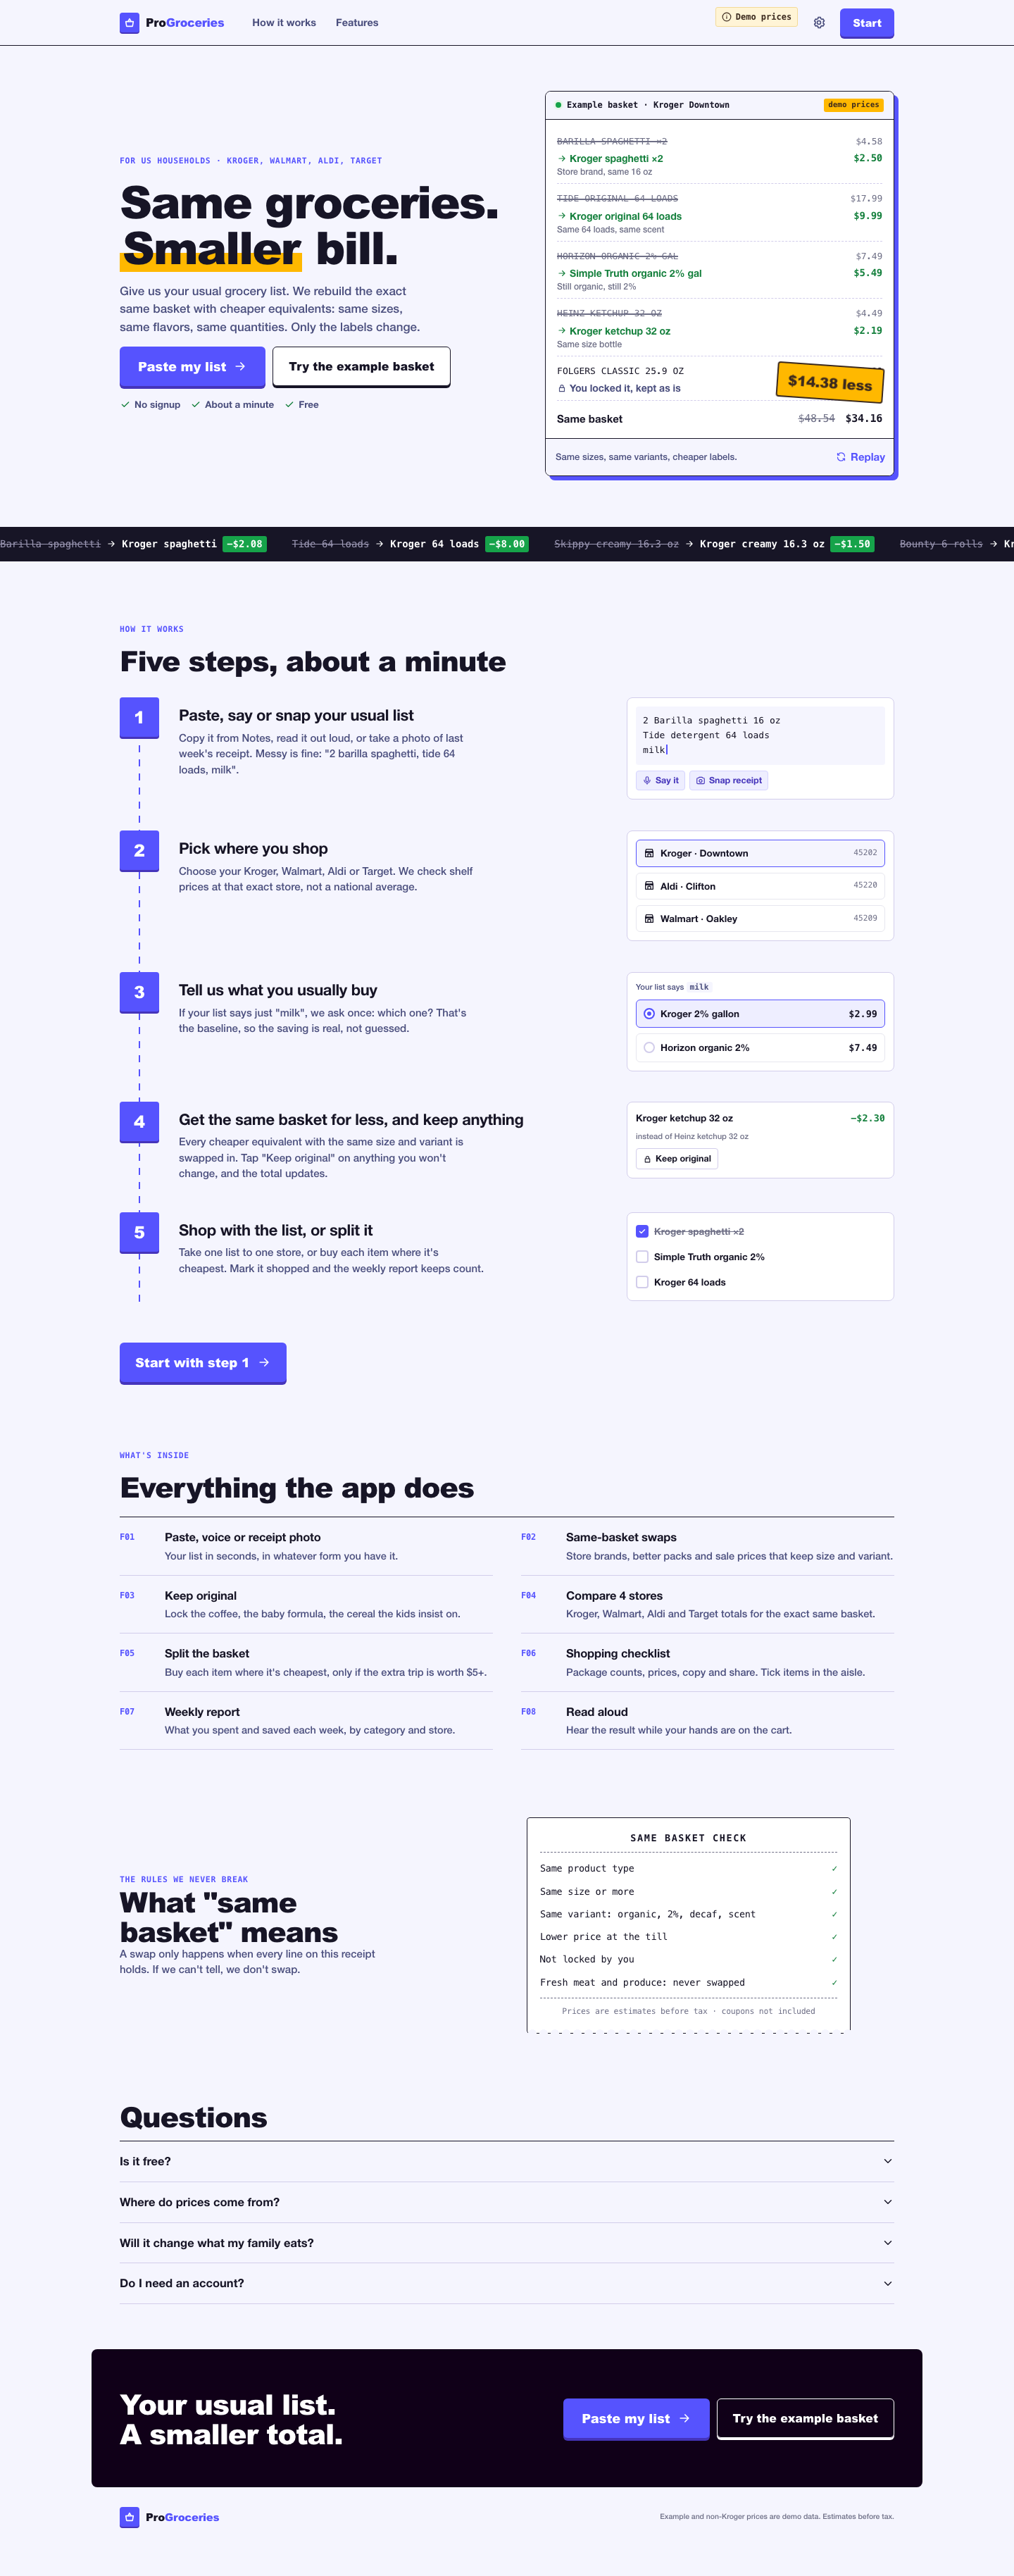 ProGroceries How it works Features Demo prices Start
FOR US HOUSEHOLDS · KROGER, WALMART, ALDI, TARGET
Same groceries.
Smaller bill.
Give us your usual grocery list. We rebuild the exact
same basket with cheaper equivalents: same sizes,
same flavors, same quantities. Only the labels change.
Paste my list → Try the example basket
✓ No signup ✓ About a minute ✓ Free
Example basket · Kroger Downtown demo prices
BARILLA SPAGHETTI ×2 $4.58
→ Kroger spaghetti ×2 $2.50
Store brand, same 16 oz
TIDE ORIGINAL 64 LOADS $17.99
→ Kroger original 64 loads $9.99
Same 64 loads, same scent
HORIZON ORGANIC 2% GAL $7.49
→ Simple Truth organic 2% gal $5.49
Still organic, still 2%
HEINZ KETCHUP 32 OZ $4.49
→ Kroger ketchup 32 oz $2.19
Same size bottle
FOLGERS CLASSIC 25.9 OZ
You locked it, kept as is
$14.38 less
Same basket $48.54 $34.16
Same sizes, same variants, cheaper labels. Replay
Barilla spaghetti → Kroger spaghetti −$2.08 Tide 64 loads → Kroger 64 loads −$8.00 Skippy creamy 16.3 oz → Kroger creamy 16.3 oz −$1.50 Bounty 6 rolls → Kr
HOW IT WORKS
Five steps, about a minute
1
Paste, say or snap your usual list
Copy it from Notes, read it out loud, or take a photo of last
week's receipt. Messy is fine: "2 barilla spaghetti, tide 64
loads, milk".
2 Barilla spaghetti 16 oz
Tide detergent 64 loads
milk
Say it Snap receipt
2
Pick where you shop
Choose your Kroger, Walmart, Aldi or Target. We check shelf
prices at that exact store, not a national average.
Kroger · Downtown 45202
Aldi · Clifton 45220
Walmart · Oakley 45209
3
Tell us what you usually buy
If your list says just "milk", we ask once: which one? That's
the baseline, so the saving is real, not guessed.
Your list says milk
Kroger 2% gallon $2.99
Horizon organic 2% $7.49
4
Get the same basket for less, and keep anything
Every cheaper equivalent with the same size and variant is
swapped in. Tap "Keep original" on anything you won't
change, and the total updates.
Kroger ketchup 32 oz −$2.30
instead of Heinz ketchup 32 oz
Keep original
5
Shop with the list, or split it
Take one list to one store, or buy each item where it's
cheapest. Mark it shopped and the weekly report keeps count.
Kroger spaghetti ×2
Simple Truth organic 2%
Kroger 64 loads
Start with step 1 →
WHAT'S INSIDE
Everything the app does
F01 Paste, voice or receipt photo
Your list in seconds, in whatever form you have it.
F02 Same-basket swaps
Store brands, better packs and sale prices that keep size and variant.
F03 Keep original
Lock the coffee, the baby formula, the cereal the kids insist on.
F04 Compare 4 stores
Kroger, Walmart, Aldi and Target totals for the exact same basket.
F05 Split the basket
Buy each item where it's cheapest, only if the extra trip is worth $5+.
F06 Shopping checklist
Package counts, prices, copy and share. Tick items in the aisle.
F07 Weekly report
What you spent and saved each week, by category and store.
F08 Read aloud
Hear the result while your hands are on the cart.
THE RULES WE NEVER BREAK
What "same
basket" means
A swap only happens when every line on this receipt
holds. If we can't tell, we don't swap.
SAME BASKET CHECK
Same product type ✓
Same size or more ✓
Same variant: organic, 2%, decaf, scent ✓
Lower price at the till ✓
Not locked by you ✓
Fresh meat and produce: never swapped ✓
Prices are estimates before tax · coupons not included
Questions
Is it free?
Where do prices come from?
Will it change what my family eats?
Do I need an account?
Your usual list.
A smaller total.
Paste my list → Try the example basket
ProGroceries
Example and non-Kroger prices are demo data. Estimates before tax.